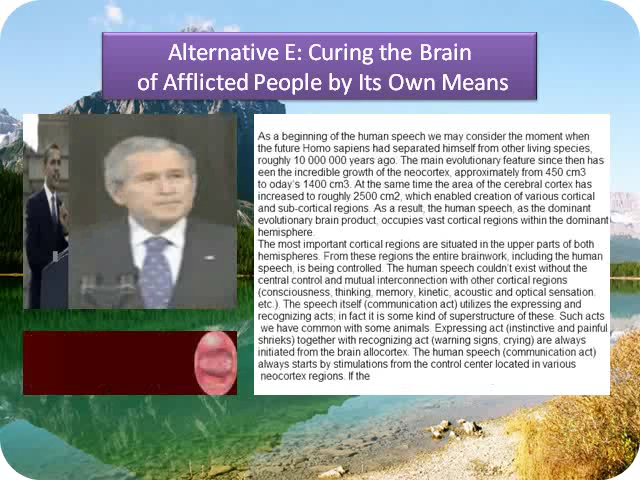 Alternative E: Curing the Brain
of Afflicted People by Its Own Means
As a beginning of the human speech we may consider the moment when
the future Homo sapiens had separated himself from other living species,
roughly 10 000 000 years ago. The main evolutionary feature since then has
een the incredible growth of the neocortex, approximately from 450 cm3
to oday's 1400 cm3. At the same time the area of the cerebral cortex has
increased to roughly 2500 cm2, which enabled creation of various cortical
and sub-cortical regions. As a result, the human speech, as the dominant
evolutionary brain product, occupies vast cortical regions within the dominant
hemisphere.
The most important cortical regions are situated in the upper parts of both
hemispheres. From these regions the entire brainwork, including the human
speech, is being controlled. The human speech couldn't exist without the
central control and mutual interconnection with other cortical regions
(consciousness, thinking, memory, kinetic, acoustic and optical sensation.
etc.). The speech itself (communication act) utilizes the expressing and
recognizing acts; in fact it is some kind of superstructure of these. Such acts
we have common with some animals. Expressing act (instinctive and painful
shrieks) together with recognizing act (warning signs, crying) are always
initiated from the brain allocortex. The human speech (communication act)
always starts by stimulations from the control center located in various
neocortex regions. If the